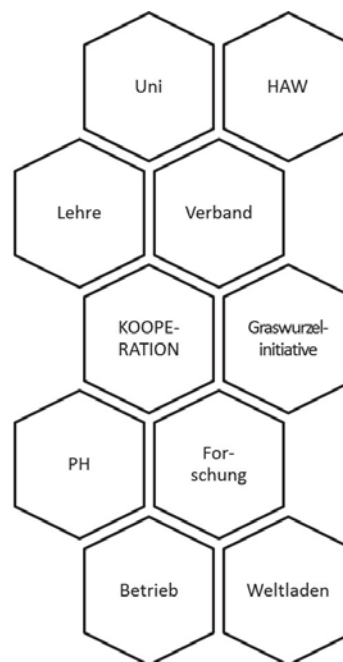 Uni
HAW
Lehre
Verband
KOOPE-
RATION
Graswurzel-
initiative
PH
For-
schung
Betrieb
Weltladen